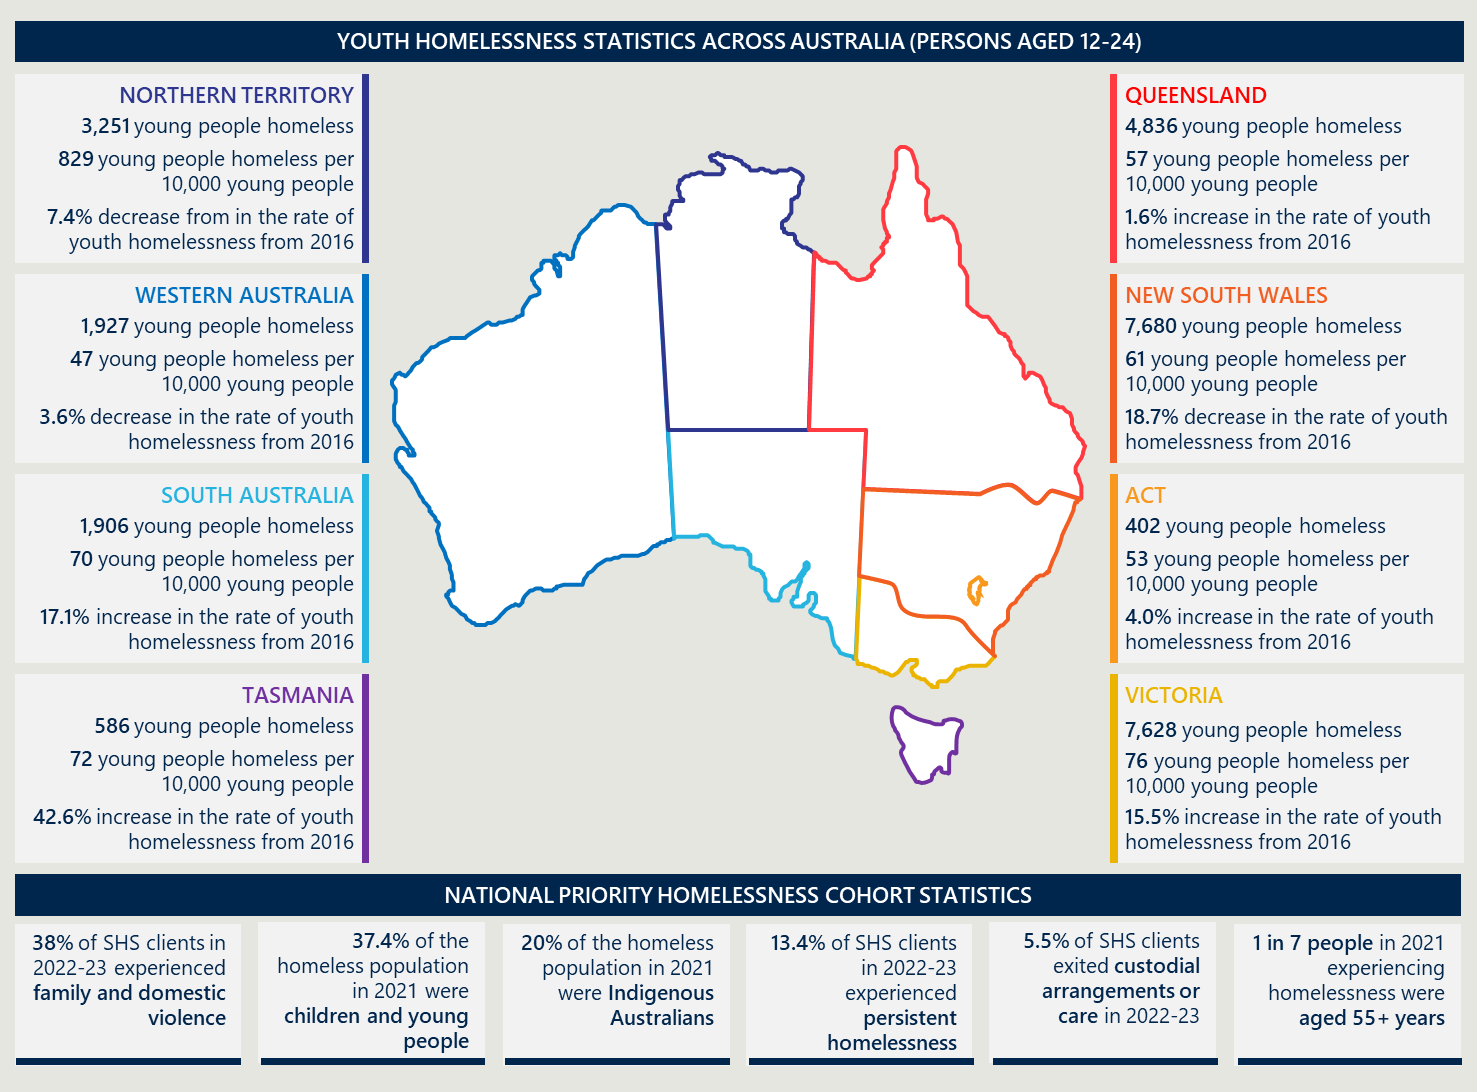 YOUTH HOMELESSNESS STATISTICS ACROSS AUSTRALIA (PERSONS AGED 12-24)
NORTHERN TERRITORY
3,251 young people homeless
829 young people homeless per
10,000 young people
7.4% decrease from in the rate of
youth homelessness from 2016
WESTERN AUSTRALIA
1,927 young people homeless
47 young people homeless per
10,000 young people
3.6% decrease in the rate of youth
homelessness from 2016
SOUTH AUSTRALIA
1,906 young people homeless
70 young people homeless per
10,000 young people
17.1% increase in the rate of youth
homelessness from 2016
TASMANIA
586 young people homeless
72 young people homeless per
10,000 young people
42.6% increase in the rate of youth
homelessness from 2016
QUEENSLAND
4,836 young people homeless
57 young people homeless per
10,000 young people
1.6% increase in the rate of youth
homelessness from 2016
NEW SOUTH WALES
7,680 young people homeless
61 young people homeless per
10,000 young people
18.7% decrease in the rate of youth
homelessness from 2016
ACT
402 young people homeless
53 young people homeless per
10,000 young people
4.0% increase in the rate of youth
homelessness from 2016
VICTORIA
7,628 young people homeless
76 young people homeless per
10,000 young people
15.5% increase in the rate of youth
homelessness from 2016
NATIONAL PRIORITY HOMELESSNESS COHORT STATISTICS
38% of SHS clients in
2022-23 experienced
family and domestic
violence
37.4% of the
homeless population
in 2021 were
children and young
people
20% of the homeless
population in 2021
were Indigenous
Australians
13.4% of SHS clients
in 2022-23
experienced
persistent
homelessness
5.5% of SHS clients
exited custodial
arrangements or
care in 2022-23
1 in 7 people in 2021
experiencing
homelessness were
aged 55+ years